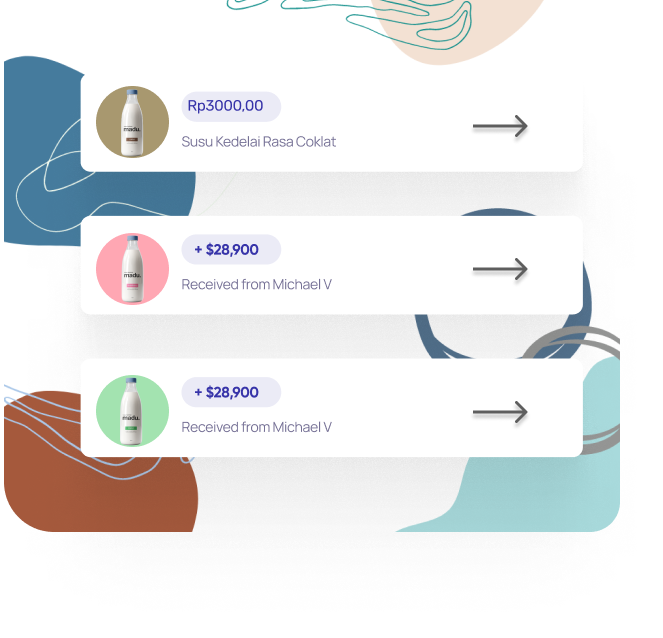 Rp3000,00
Susu Kedelai Rasa Coklat
madu.
+ $28,900
Received from Michael V
madu.
+ $28,900
Received from Michael V
madu.